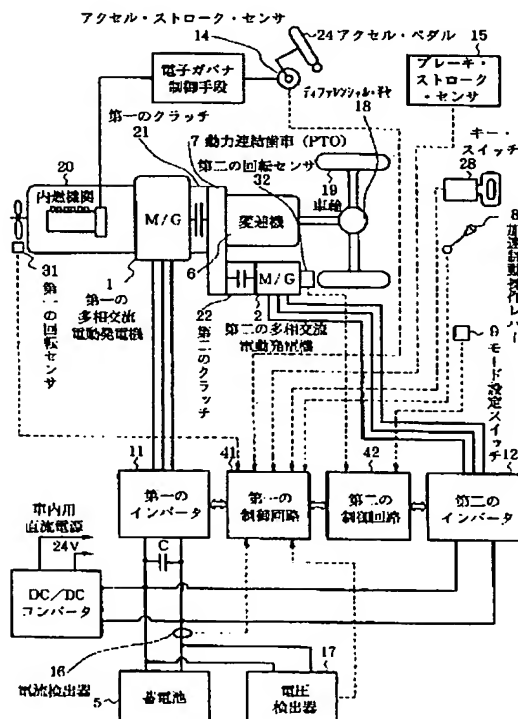 アクセル・ストローク・センサ
14
24 アクセル・ペダル
15
ブレーキ・
ストローク
・センサ
電子ガバナ
制御手段
ディファレンシャル・ギヤ
18
第一のクラッチ
21
7 動力連結歯車 (PTO)
第二の回転センサ
32
キー・
スイッチ
28
20
内燃機関
M/G
変速機
6
19
車輪
8
加速制動操作レバー
31
第一の回転センサ
1
第一の
多相交流
電動発電機
22
第二のクラッチ
M/G
2
第二の多相交流
電動発電機
9
モード設定スイッチ
11
第一の
インバータ
41
第一の
制御回路
42
第二の
制御回路
12
第二の
インバータ
車内用
直流電源
24V
C
DC/DC
コンバータ
16
電流検出器
5
蓄電池
17
電圧
検出器